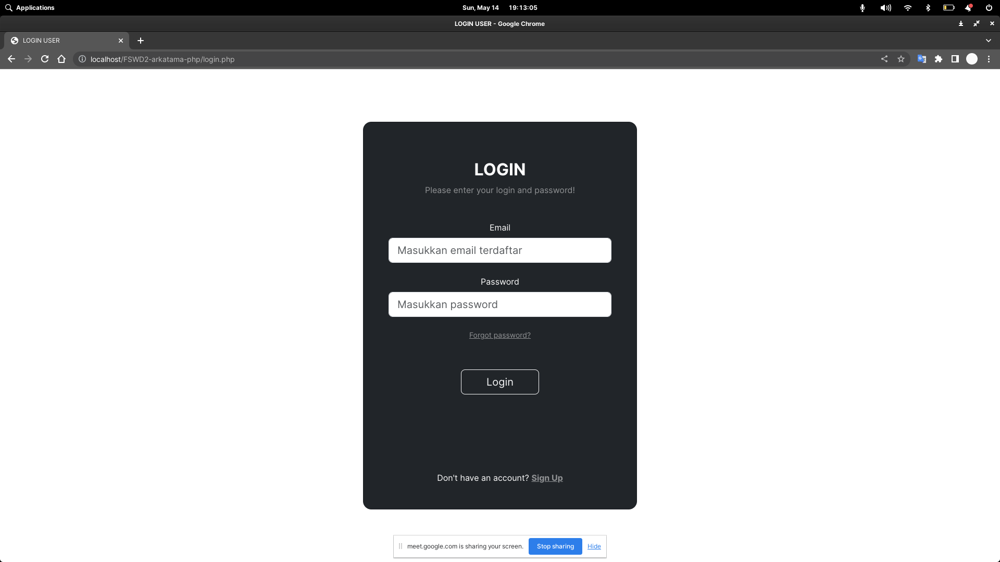 Applications
Sun, May 14 19:13:05
LOGIN USER - Google Chrome
LOGIN USER
localhost/FSWD2-arkatama-php/login.php
LOGIN
Please enter your login and password!
Email
Masukkan email terdaftar
Password
Masukkan password
Forgot password?
Login
Don't have an account? Sign Up
meet.google.com is sharing your screen. Stop sharing Hide